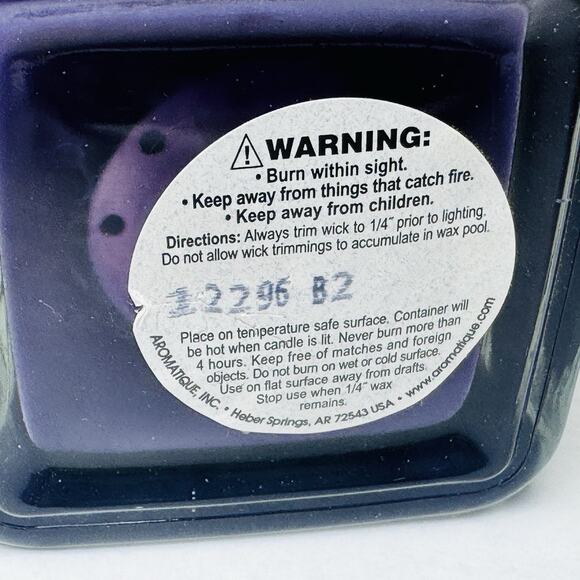 WARNING:
• Burn within sight.
• Keep away from things that catch fire.
• Keep away from children.
Directions: Always trim wick to 1/4″ prior to lighting.
Do not allow wick trimmings to accumulate in wax pool.
12296 B2
Place on temperature safe surface. Container will
be hot when candle is lit. Never burn more than
4 hours. Keep free of matches and foreign
objects. Do not burn on wet or cold surface.
Use on flat surface away from drafts.
Stop use when 1/4″ wax
remains.
AROMATIQUE, INC. • Heber Springs, AR 72543 USA • www.aromatique.com